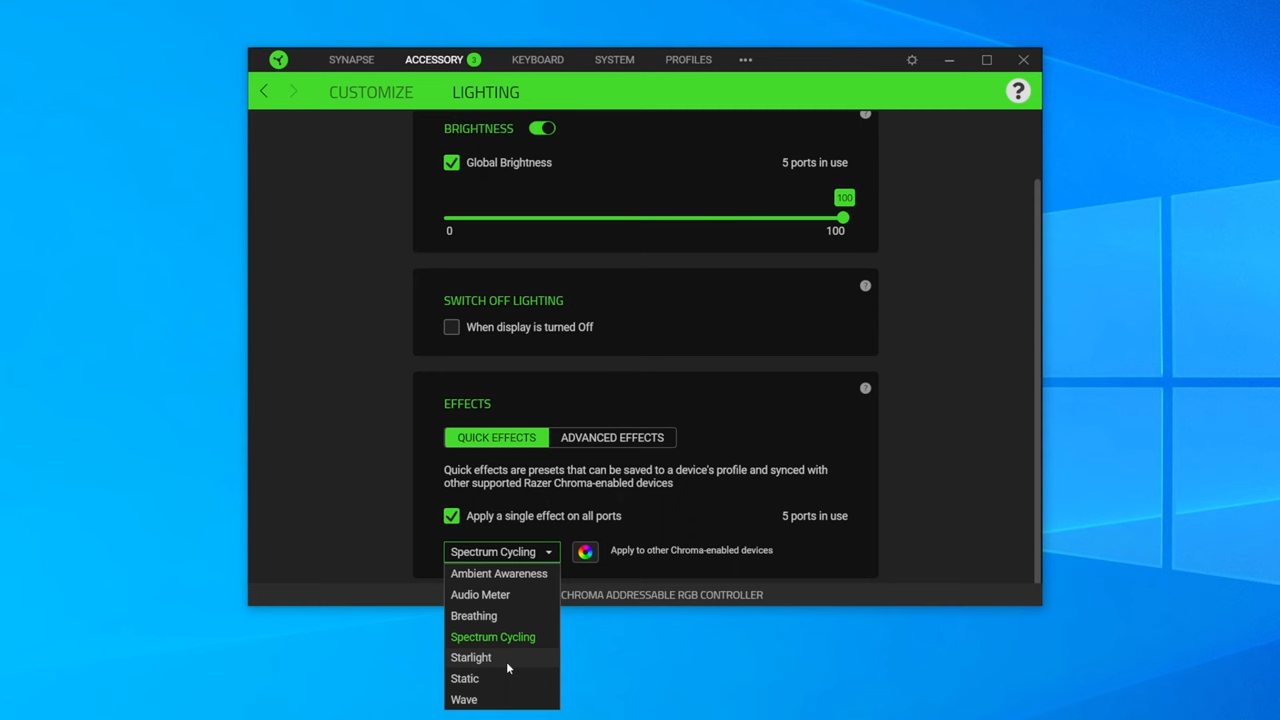 SYNAPSE ACCESSORY 3 KEYBOARD SYSTEM PROFILES •••
CUSTOMIZE LIGHTING ?
BRIGHTNESS ?
Global Brightness 5 ports in use
100
0 100
SWITCH OFF LIGHTING ?
When display is turned Off
EFFECTS ?
QUICK EFFECTS ADVANCED EFFECTS
Quick effects are presets that can be saved to a device's profile and synced with
other supported Razer Chroma-enabled devices
Apply a single effect on all ports 5 ports in use
Spectrum Cycling Apply to other Chroma-enabled devices
Ambient Awareness
Audio Meter CHROMA ADDRESSABLE RGB CONTROLLER
Breathing
Spectrum Cycling
Starlight
Static
Wave